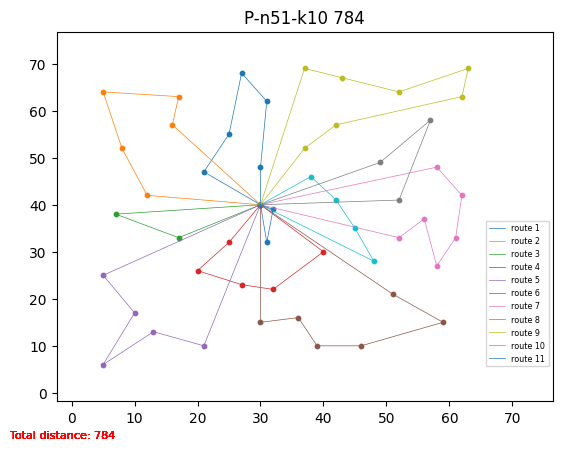 P-n51-k10 784
70
60
50
40
30
20
10
0
route 1
route 2
route 3
route 4
route 5
route 6
route 7
route 8
route 9
route 10
route 11
0 10 20 30 40 50 60 70
Total distance: 784